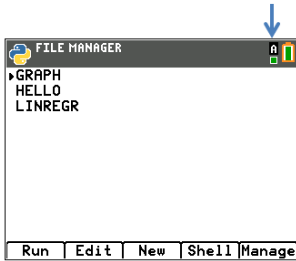 FILE MANAGER A
GRAPH
HELLO
LINREGR
Run Edit New Shell Manage